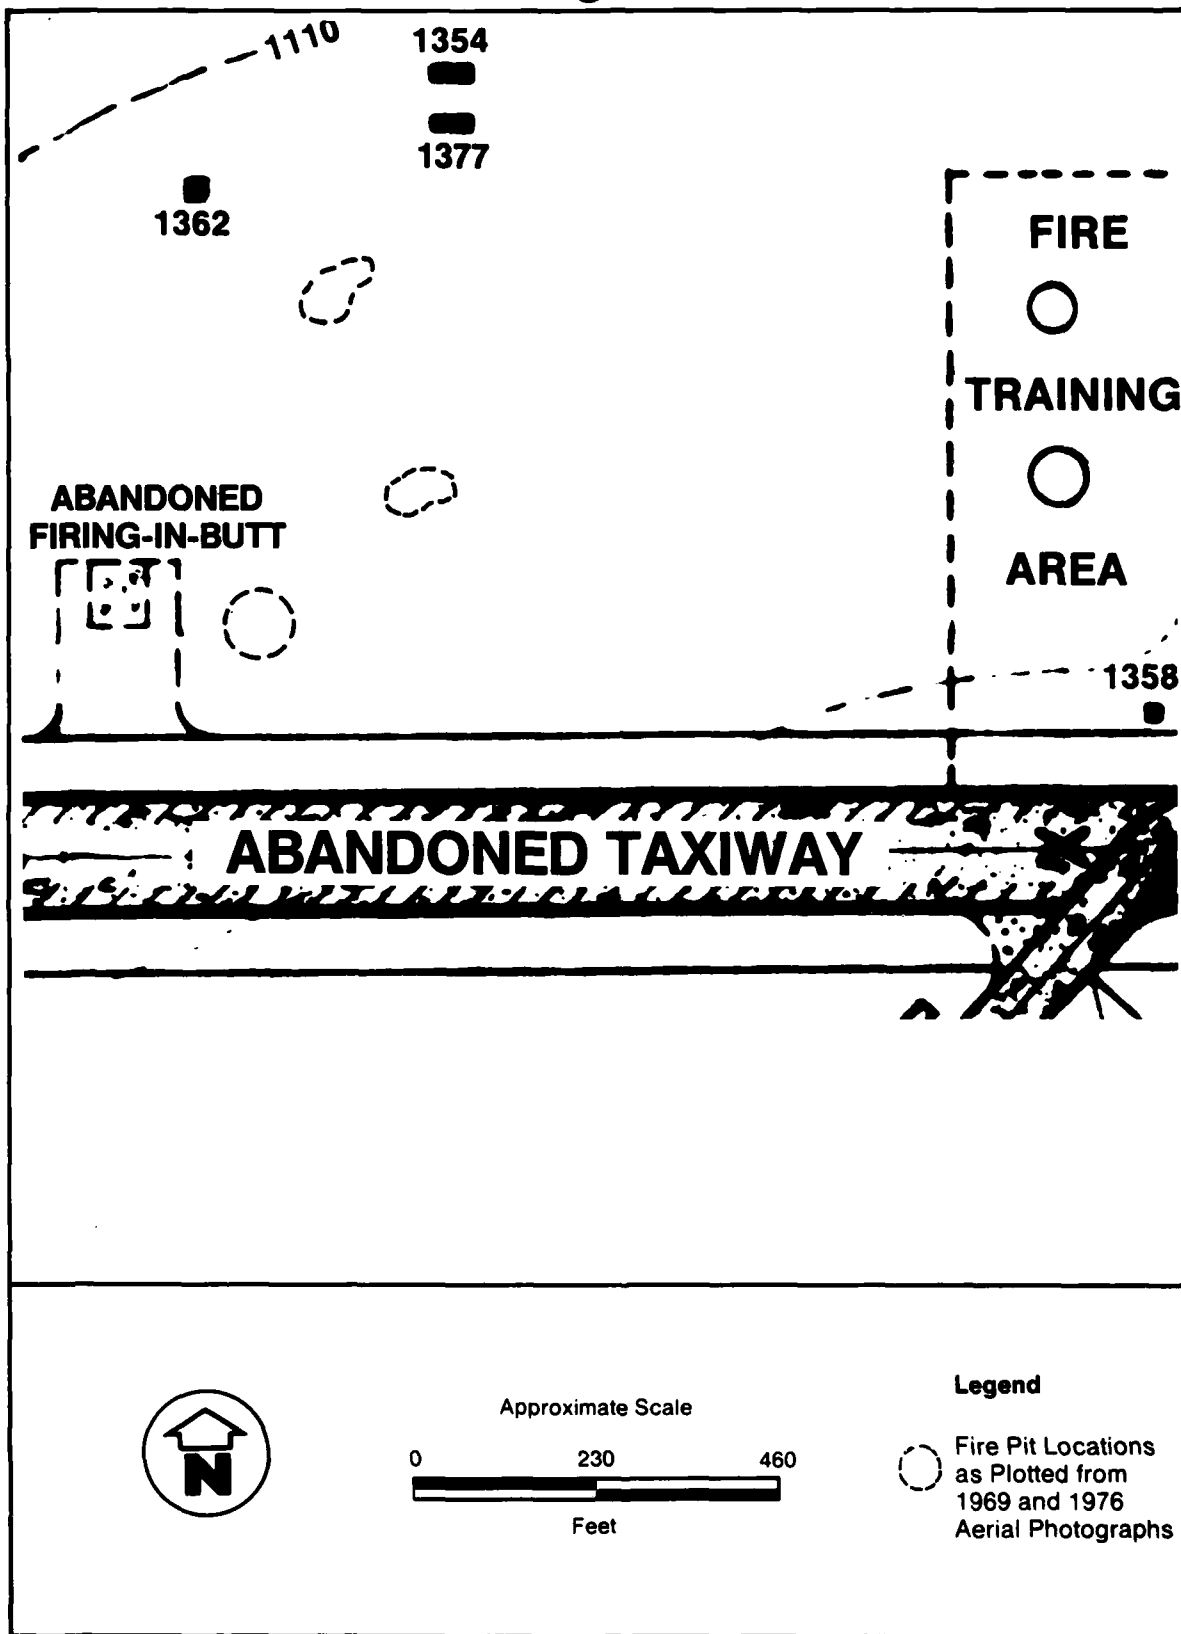 1110
1354
1377
1362
FIRE
TRAINING
AREA
ABANDONED
FIRING-IN-BUTT
1358
ABANDONED TAXIWAY
N
Approximate Scale
0 230 460
Feet
Legend
Fire Pit Locations
as Plotted from
1969 and 1976
Aerial Photographs